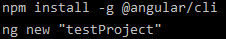 npm install -g @angular/cli
ng new "testProject"